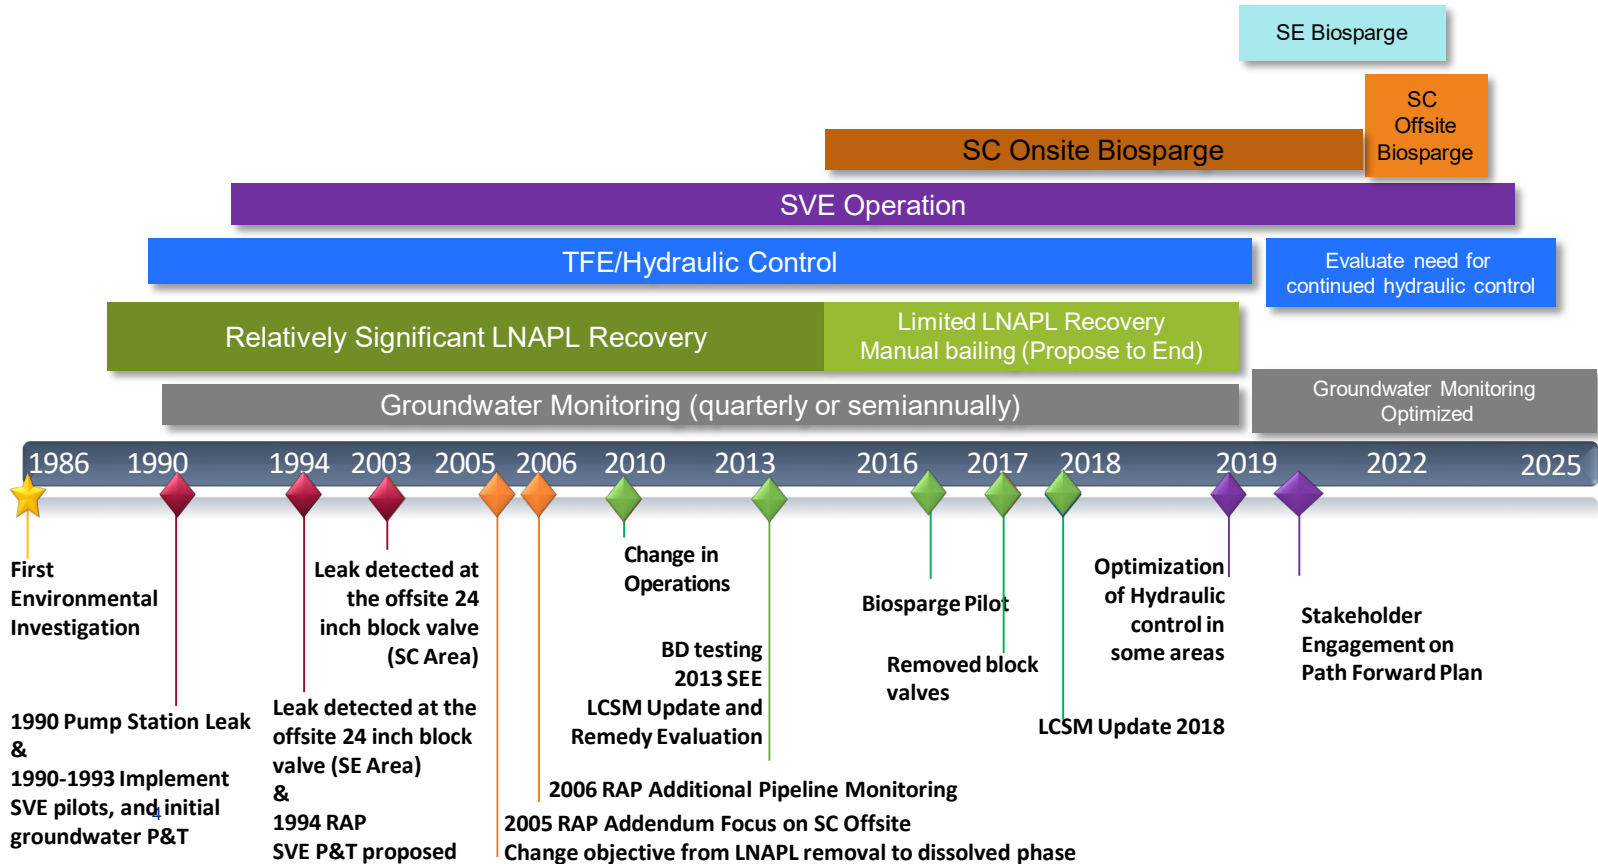 SE Biosparge
SC
Offsite
Biosparge
SC Onsite Biosparge
SVE Operation
TFE/Hydraulic Control
Evaluate need for
continued hydraulic control
Relatively Significant LNAPL Recovery
Limited LNAPL Recovery
Manual bailing (Propose to End)
Groundwater Monitoring (quarterly or semiannually)
Groundwater Monitoring
Optimized
1986 1990 1994 2003 2005 2006 2010 2013 2016 2017 2018 2019 2022 2025
First
Environmental
Investigation
1990 Pump Station Leak
&
1990-1993 Implement
SVE pilots, and initial
groundwater P&T
4
Leak detected at the
offsite 24 inch block
valve (SE Area)
&
1994 RAP
SVE P&T proposed
Leak detected at
the offsite 24
inch block valve
(SC Area)
2005 RAP Addendum Focus on SC Offsite
Change objective from LNAPL removal to dissolved phase
2006 RAP Additional Pipeline Monitoring
Change in
Operations
BD testing
2013 SEE
LCSM Update and
Remedy Evaluation
Biosparge Pilot
Removed block
valves
LCSM Update 2018
Optimization
of Hydraulic
control in
some areas
Stakeholder
Engagement on
Path Forward Plan